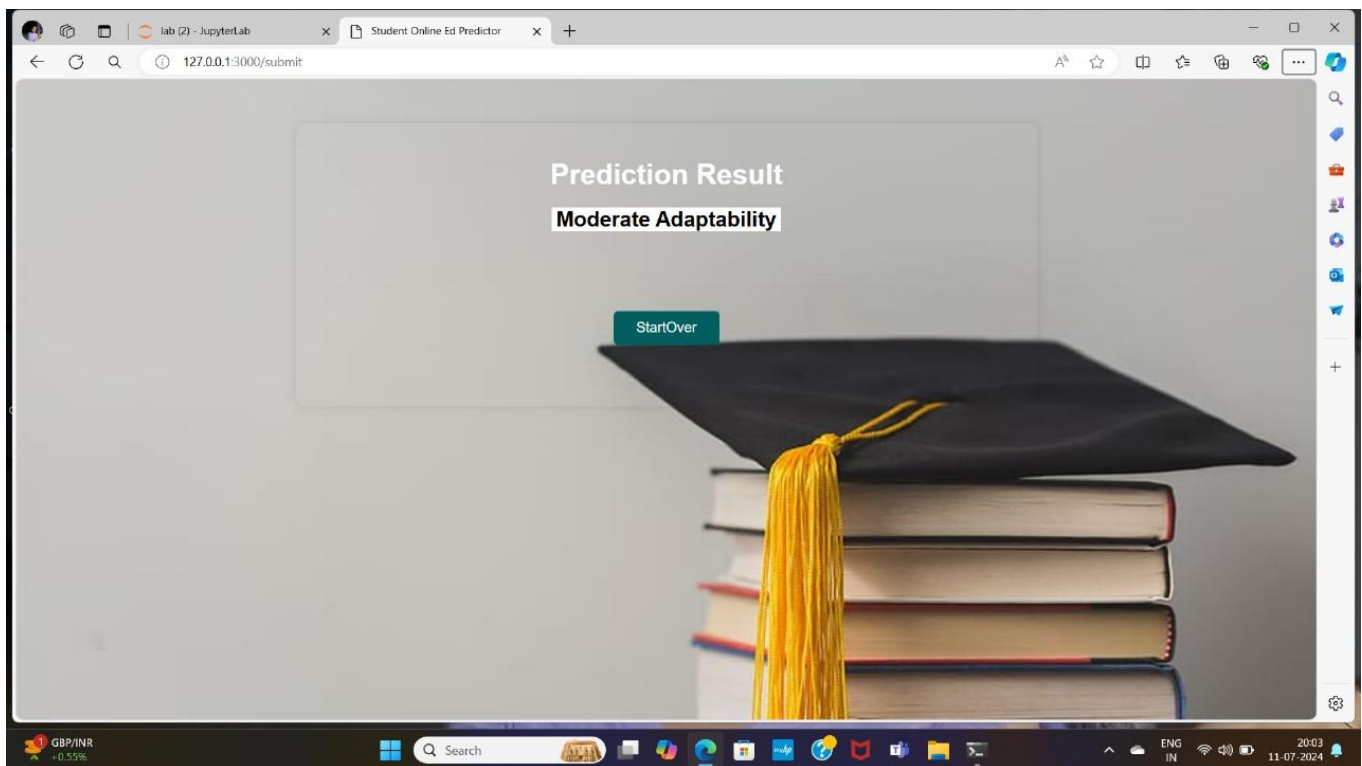 lab (2) - JupyterLab
Student Online Ed Predictor
127.0.0.1:3000/submit
Prediction Result
Moderate Adaptability
StartOver
1
GBP/INR
+0.55%
Search
ENG
IN
20:03
11-07-2024